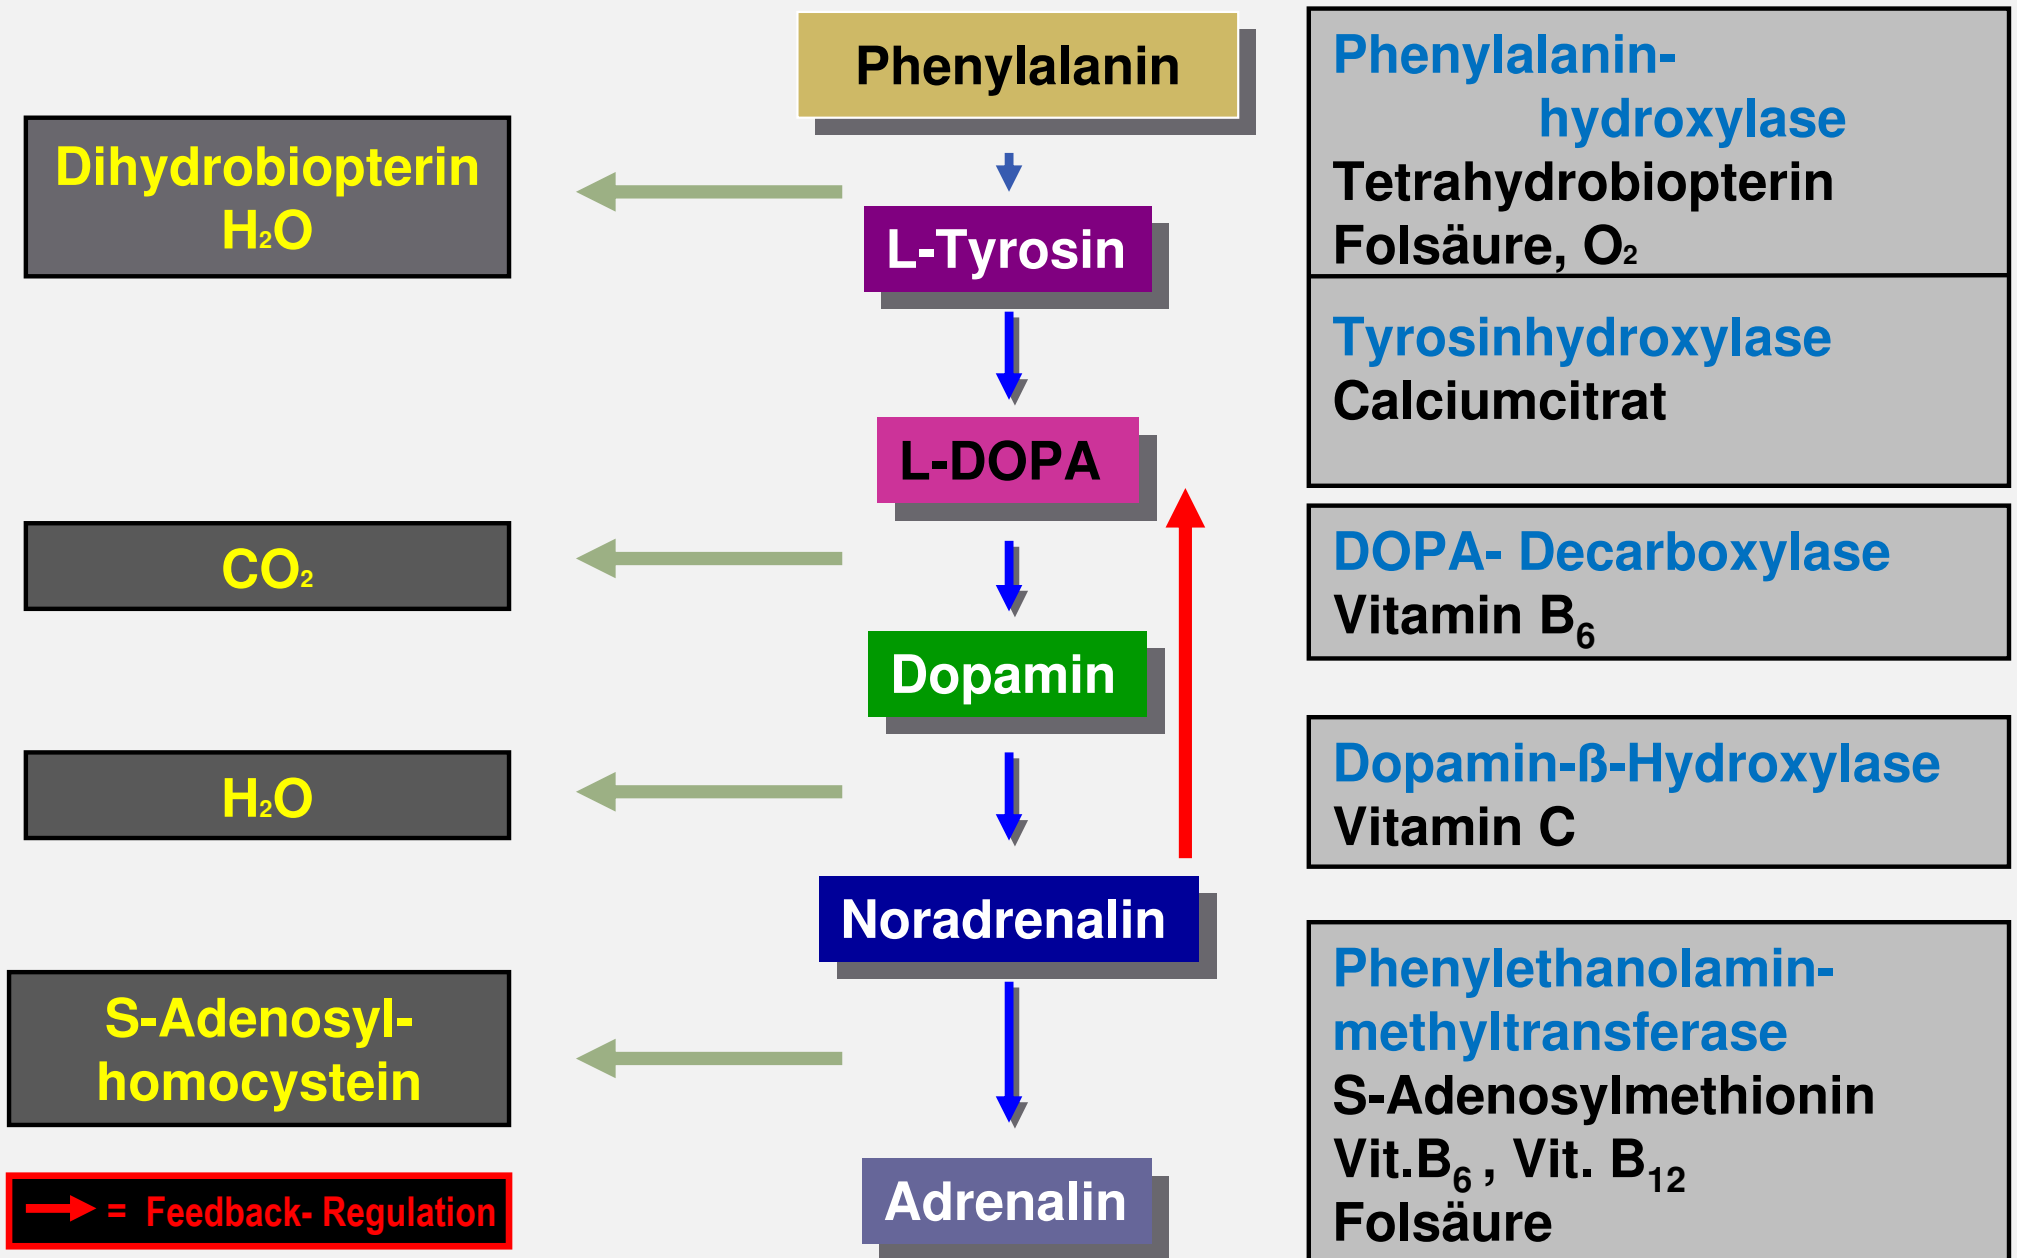 Phenylalanin
Dihydrobiopterin
H₂O
L-Tyrosin
L-DOPA
CO₂
Dopamin
H₂O
Noradrenalin
S-Adenosyl-
homocystein
Adrenalin
= Feedback- Regulation
Phenylalanin-
hydroxylase
Tetrahydrobiopterin
Folsäure, O₂
Tyrosinhydroxylase
Calciumcitrat
DOPA- Decarboxylase
Vitamin B₆
Dopamin-ß-Hydroxylase
Vitamin C
Phenylethanolamin-
methyltransferase
S-Adenosylmethionin
Vit.B₆ , Vit. B₁₂
Folsäure